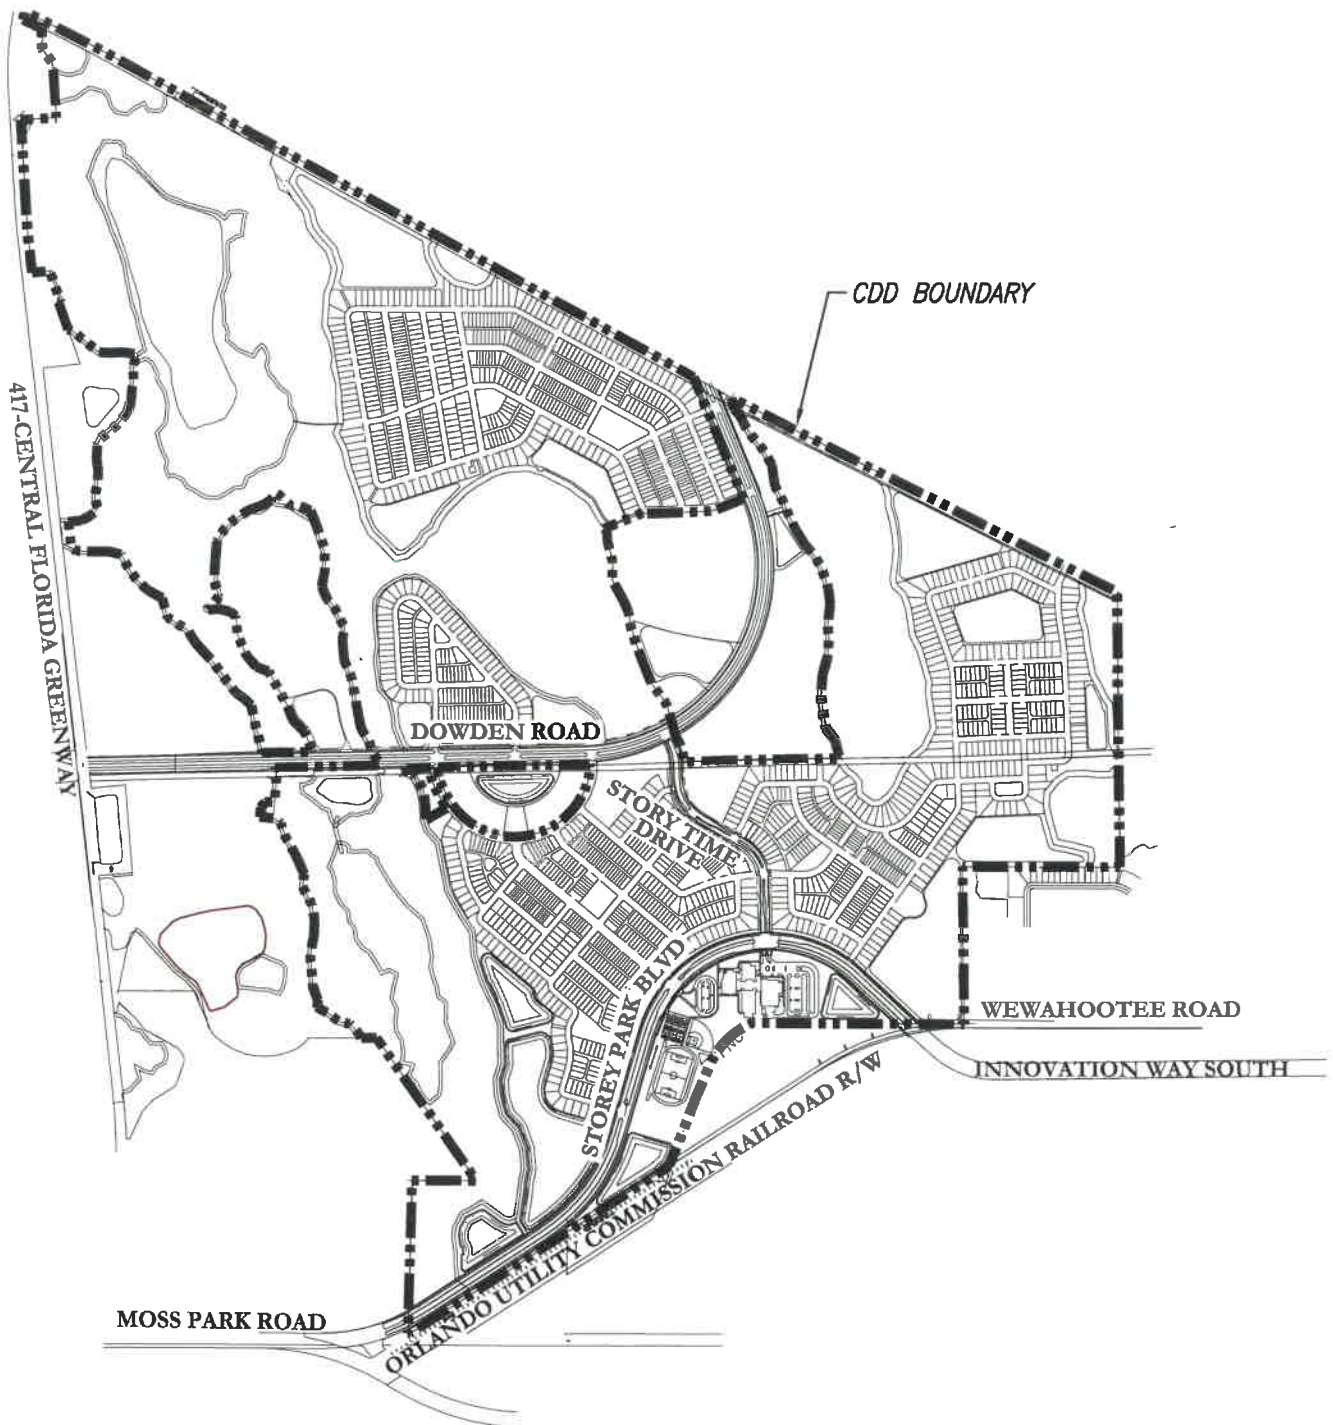 CDD BOUNDARY
417-CENTRAL FLORIDA GREENWAY
DOWDEN ROAD
STORY TIME
DRIVE
STOREY PARK BLVD
WEWAHOOTEE ROAD
INNOVATION WAY SOUTH
ORLANDO UTILITY COMMISSION RAILROAD R/W
MOSS PARK ROAD